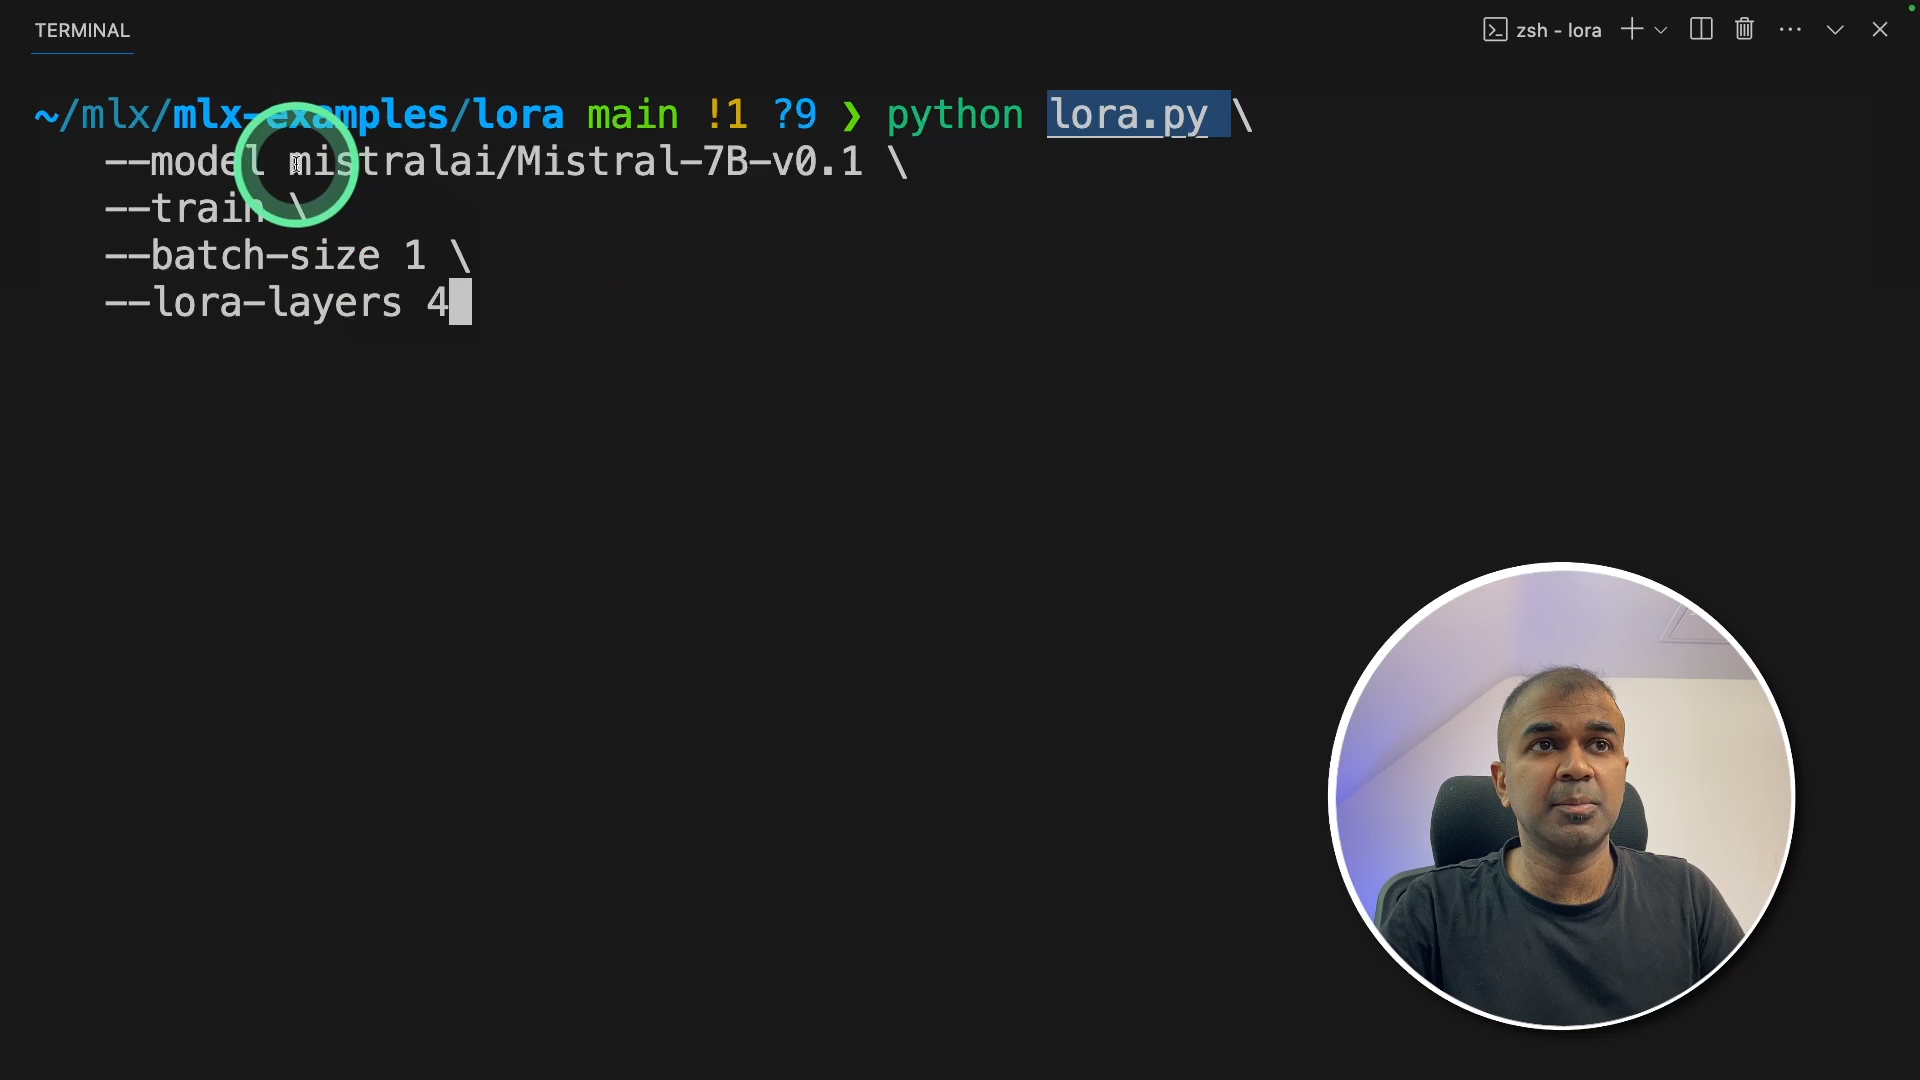 TERMINAL
zsh - lora
~/mlx/mlx-examples/lora main !1 ?9 ❯ python lora.py \
--model mistralai/Mistral-7B-v0.1 \
--train \
--batch-size 1 \
--lora-layers 4